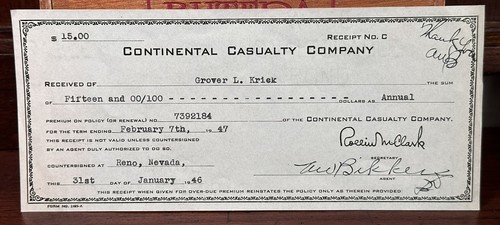 $ 15.00 RECEIPT NO. C
Thank you
CONTINENTAL CASUALTY COMPANY
RECEIVED OF Grover L. Krick THE SUM
OF Fifteen and 00/100 - - - - - - - - - - - - - - - - - - DOLLARS AS Annual
PREMIUM ON POLICY (OR RENEWAL) NO. 7392184 OF THE CONTINENTAL CASUALTY COMPANY.
FOR THE TERM ENDING February 7th, 19 47
THIS RECEIPT IS NOT VALID UNLESS COUNTERSIGNED
BY AN AGENT DULY AUTHORIZED TO DO SO.
SECRETARY
COUNTERSIGNED AT Reno, Nevada,
AGENT
THIS 31st DAY OF January 19 46
THIS RECEIPT WHEN GIVEN FOR OVER-DUE PREMIUM REINSTATES THE POLICY ONLY AS THEREIN PROVIDED